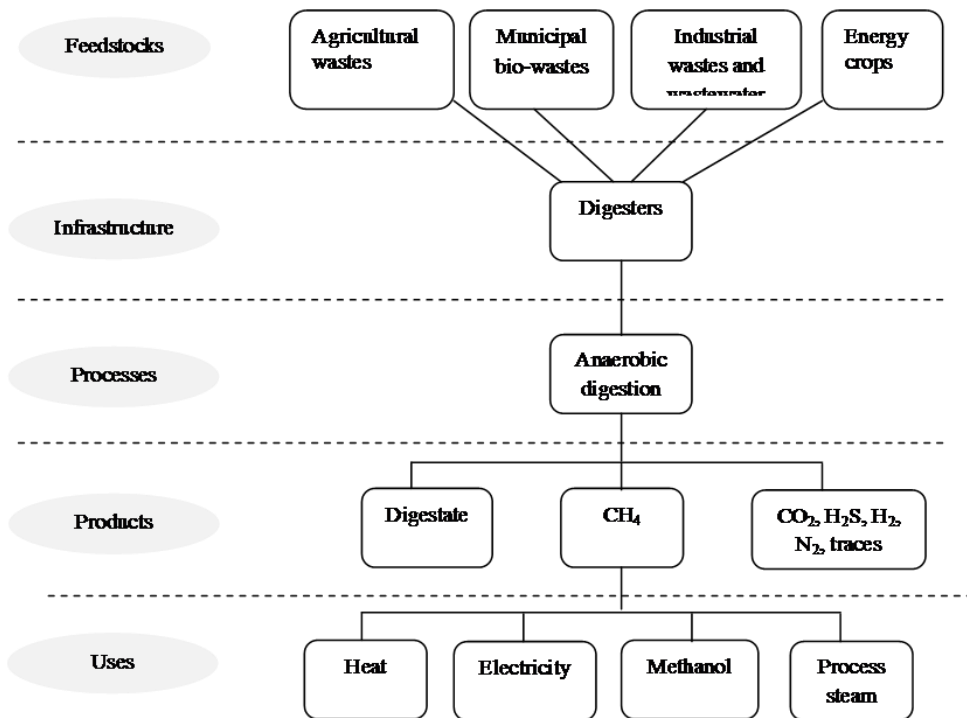 Feedstocks
Agricultural
wastes
Municipal
bio-wastes
Industrial
wastes and
wastewater
Energy
crops
Infrastructure
Digesters
Processes
Anaerobic
digestion
Products
Digestate
CH₄
CO₂, H₂S, H₂,
N₂, traces
Uses
Heat
Electricity
Methanol
Process
steam